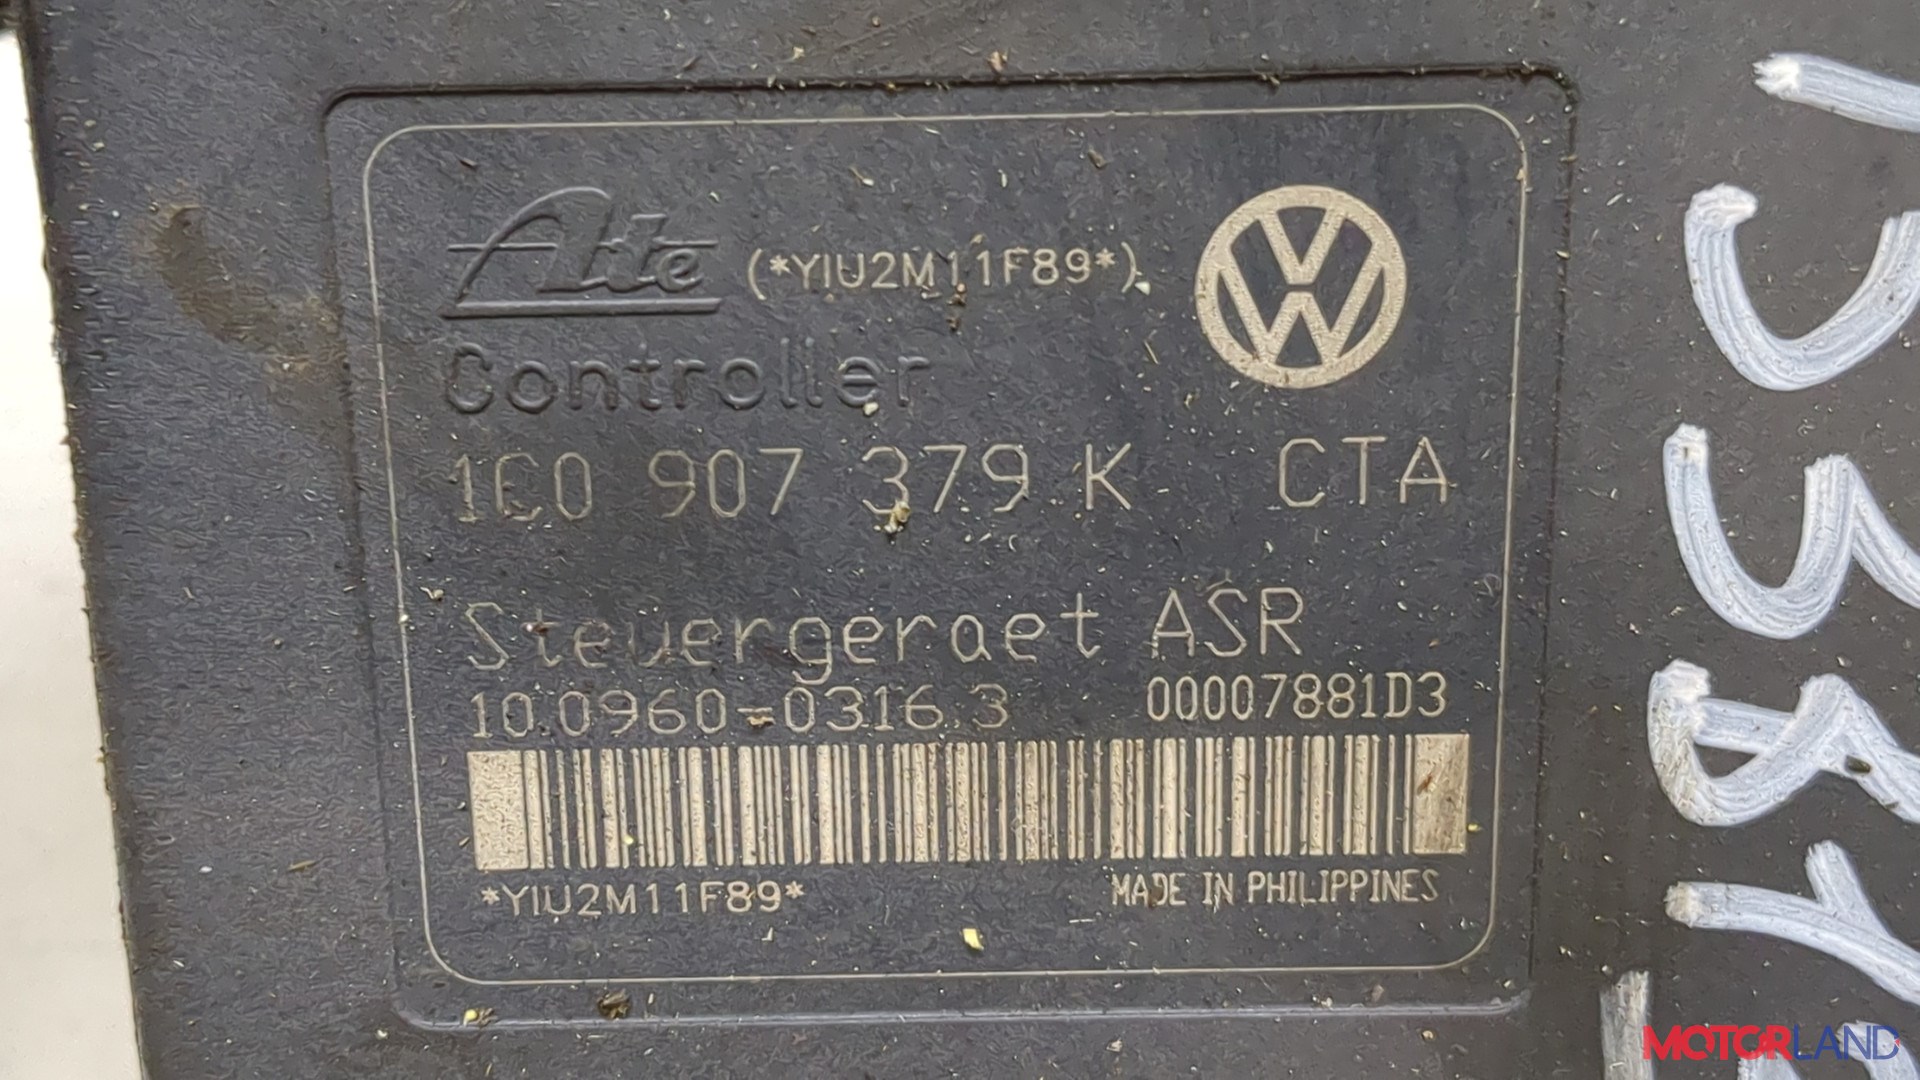 Ate (*YIU2M11F89*)
Controller
1C0 907 379 K CTA
Steuergeraet ASR
10.0960-0316.3 00007881D3
*YIU2M11F89* MADE IN PHILIPPINES
MOTORLAND